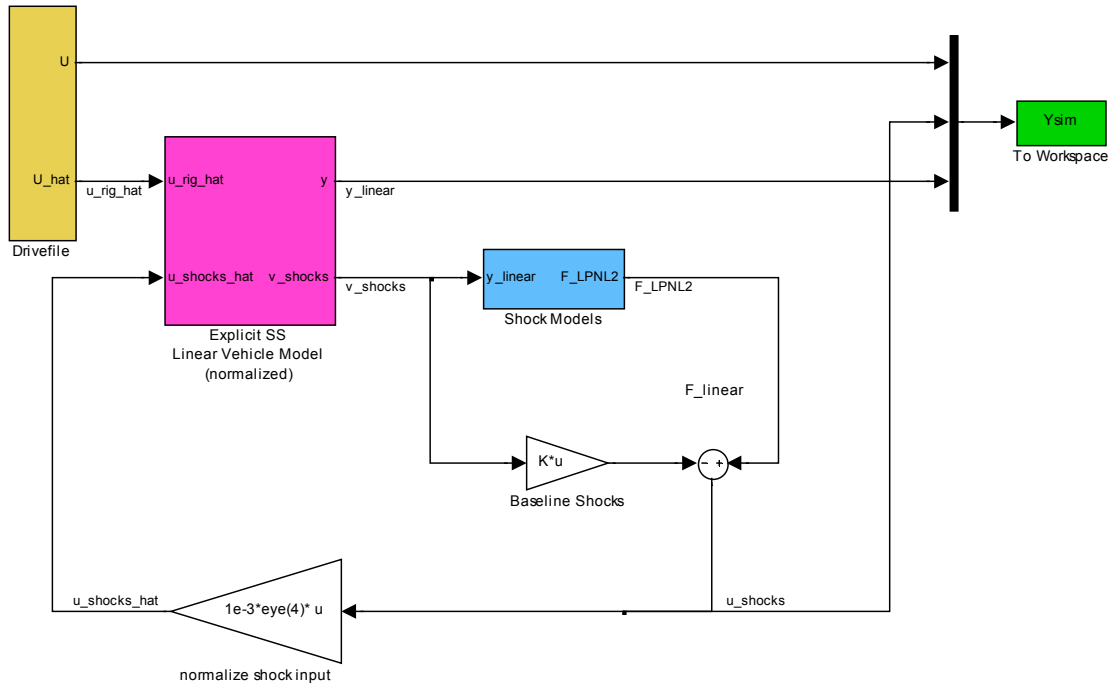 U
Ysim
To Workspace
U_hat
u_rig_hat
u_rig_hat
y
y_linear
Drivefile
u_shocks_hat
v_shocks
v_shocks
y_linear
F_LPNL2
F_LPNL2
Shock Models
Explicit SS
Linear Vehicle Model
(normalized)
F_linear
K*u
- +
Baseline Shocks
u_shocks_hat
1e-3*eye(4)* u
u_shocks
normalize shock input